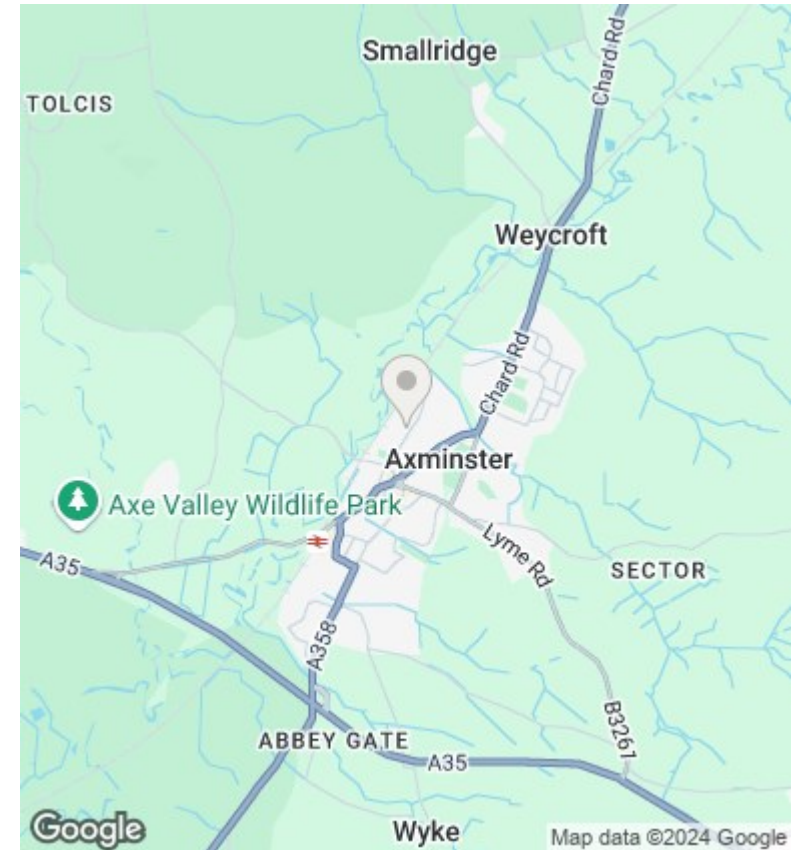 Smallridge
Chard Rd
TOLCIS
Weycroft
Chard Rd
Axminster
Axe Valley Wildlife Park
Lyme Rd
A35
SECTOR
A358
B3261
ABBEY GATE
A35
Wyke
Google
Map data ©2024 Google